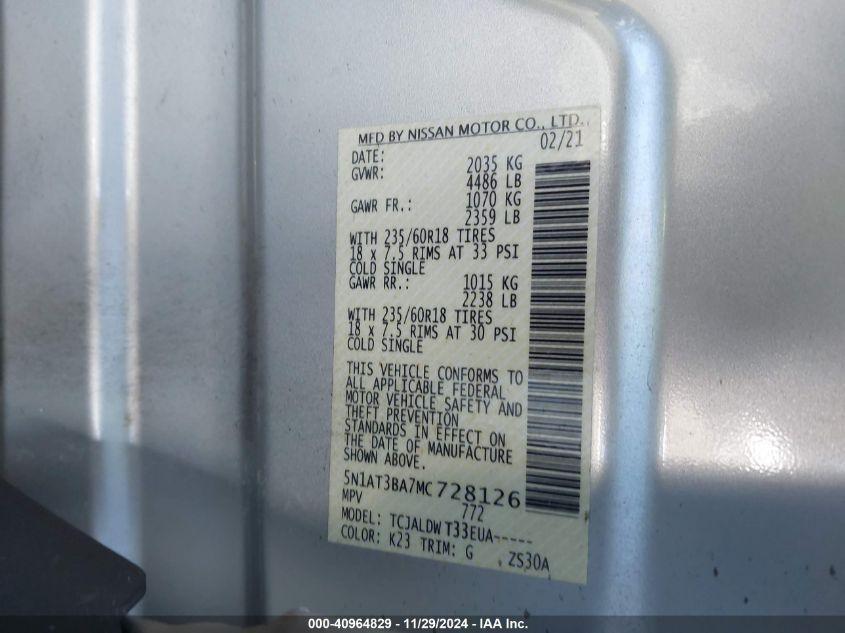 MFD BY NISSAN MOTOR CO., LTD.
DATE: 02/21
GVWR: 2035 KG
4486 LB
GAWR FR.: 1070 KG
2359 LB
WITH 235/60R18 TIRES
18 x 7.5 RIMS AT 33 PSI
COLD SINGLE
GAWR RR.: 1015 KG
2238 LB
WITH 235/60R18 TIRES
18 x 7.5 RIMS AT 30 PSI
COLD SINGLE
THIS VEHICLE CONFORMS TO
ALL APPLICABLE FEDERAL
MOTOR VEHICLE SAFETY AND
THEFT PREVENTION
STANDARDS IN EFFECT ON
THE DATE OF MANUFACTURE
SHOWN ABOVE.
5N1AT3BA7MC728126
MPV 772
MODEL: TCJALDW T33EUA-----
COLOR: K23 TRIM: G ZS30A
000-40964829 - 11/29/2024 - IAA Inc.